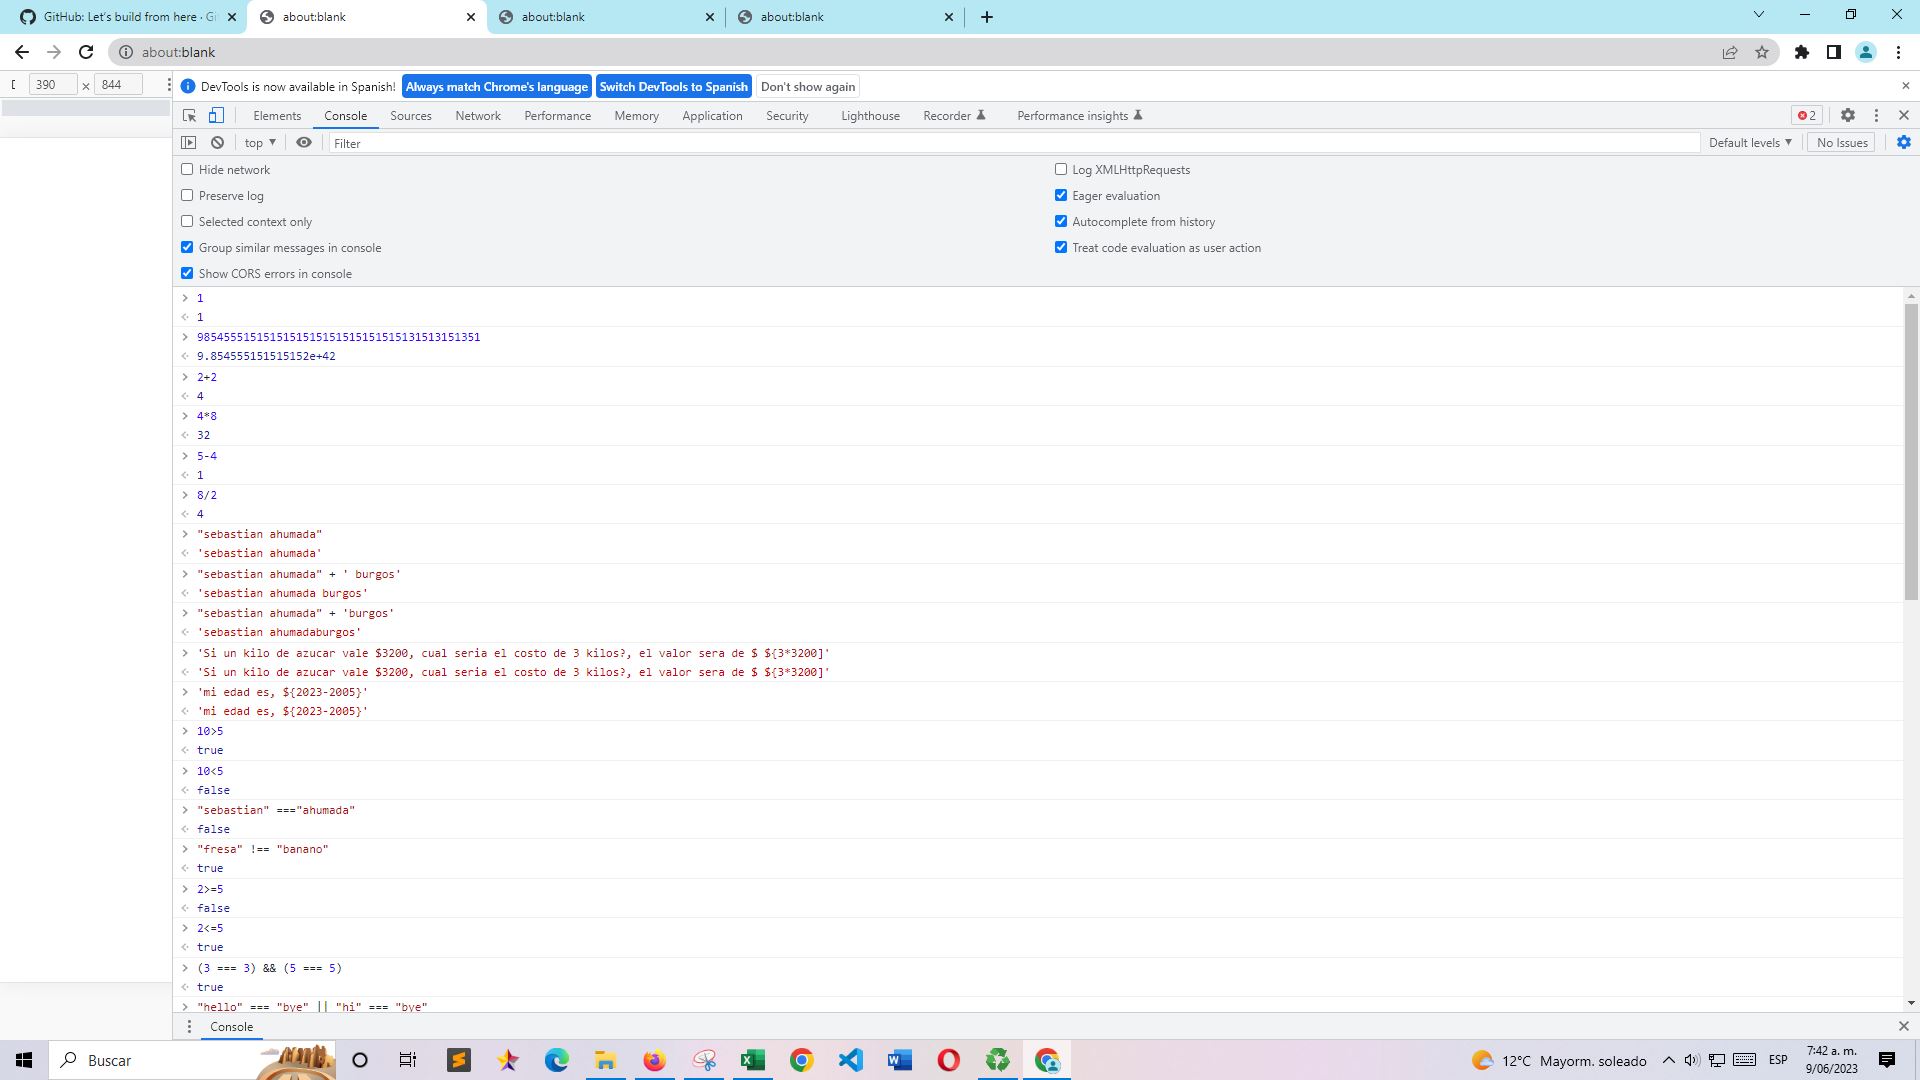 GitHub: Let's build from here · Git
about:blank
about:blank
about:blank
about:blank
390 × 844
DevTools is now available in Spanish! Always match Chrome's language Switch DevTools to Spanish Don't show again
Elements Console Sources Network Performance Memory Application Security Lighthouse Recorder Performance insights 2
top ▼ Filter Default levels ▼ No Issues
Hide network Log XMLHttpRequests
Preserve log Eager evaluation
Selected context only Autocomplete from history
Group similar messages in console Treat code evaluation as user action
Show CORS errors in console
> 1
1
2+2
4
4*8
32
5-4
1
8/2
4
"sebastian ahumada"
'sebastian ahumada'
"sebastian ahumada" + ' burgos'
'sebastian ahumada burgos'
"sebastian ahumada" + 'burgos'
'sebastian ahumadaburgos'
'Si un kilo de azucar vale $3200, cual seria el costo de 3 kilos?, el valor sera de $ ${3*3200]'
'Si un kilo de azucar vale $3200, cual seria el costo de 3 kilos?, el valor sera de $ ${3*3200]'
'mi edad es, ${2023-2005}'
'mi edad es, ${2023-2005}'
10>5
true
10<5
false
"sebastian" ==="ahumada"
false
"fresa" !== "banano"
true
2>=5
false
2<=5
true
(3 === 3) && (5 === 5)
true
"hello" === "bye" || "hi" === "bye"
Console
Buscar
12°C Mayorm. soleado ESP
7:42 a. m.
9/06/2023